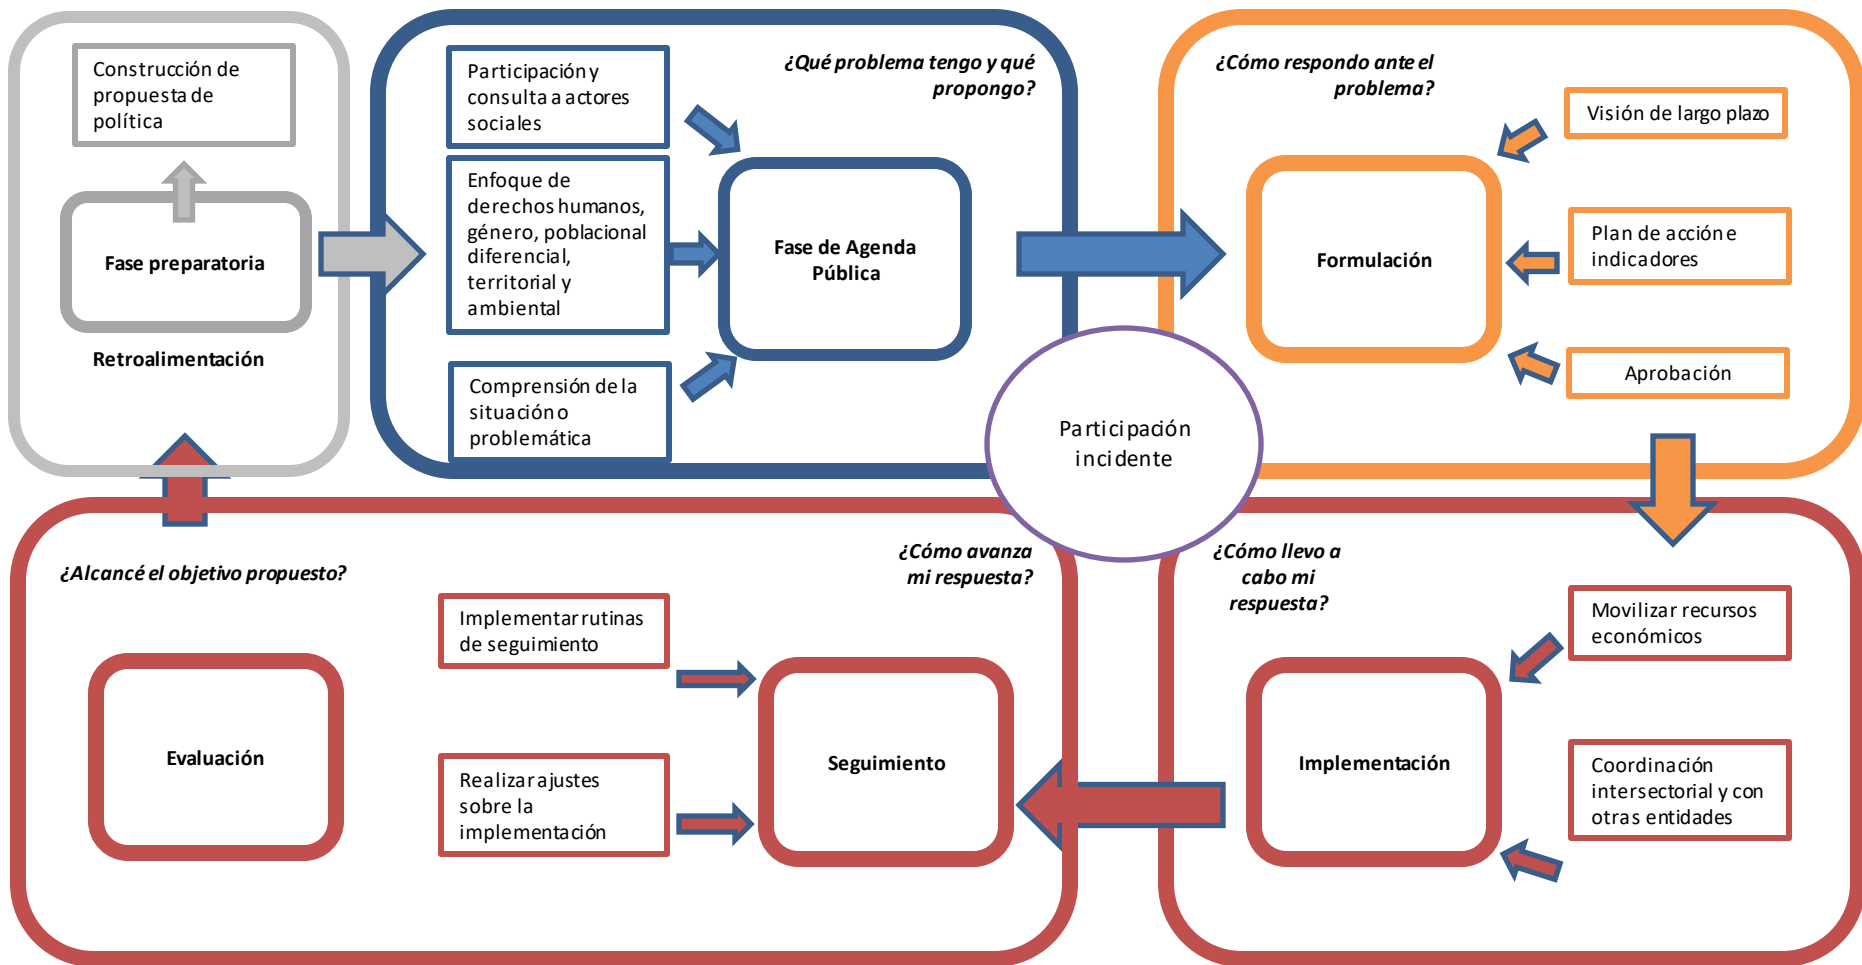 Construcción de
propuesta de
política
Fase preparatoria
Retroalimentación
¿Qué problema tengo y qué
propongo?
Participación y
consulta a actores
sociales
Enfoque de
derechos humanos,
género, poblacional
diferencial,
territorial y
ambiental
Comprensión de la
situación o
problemática
Fase de Agenda
Pública
¿Cómo respondo ante el
problema?
Visión de largo plazo
Plan de acción e
indicadores
Aprobación
Formulación
Participación
incidente
¿Alcancé el objetivo propuesto?
Evaluación
¿Cómo avanza
mi respuesta?
Implementar rutinas
de seguimiento
Realizar ajustes
sobre la
implementación
Seguimiento
¿Cómo llevo a
cabo mi
respuesta?
Implementación
Movilizar recursos
económicos
Coordinación
intersectorial y con
otras entidades